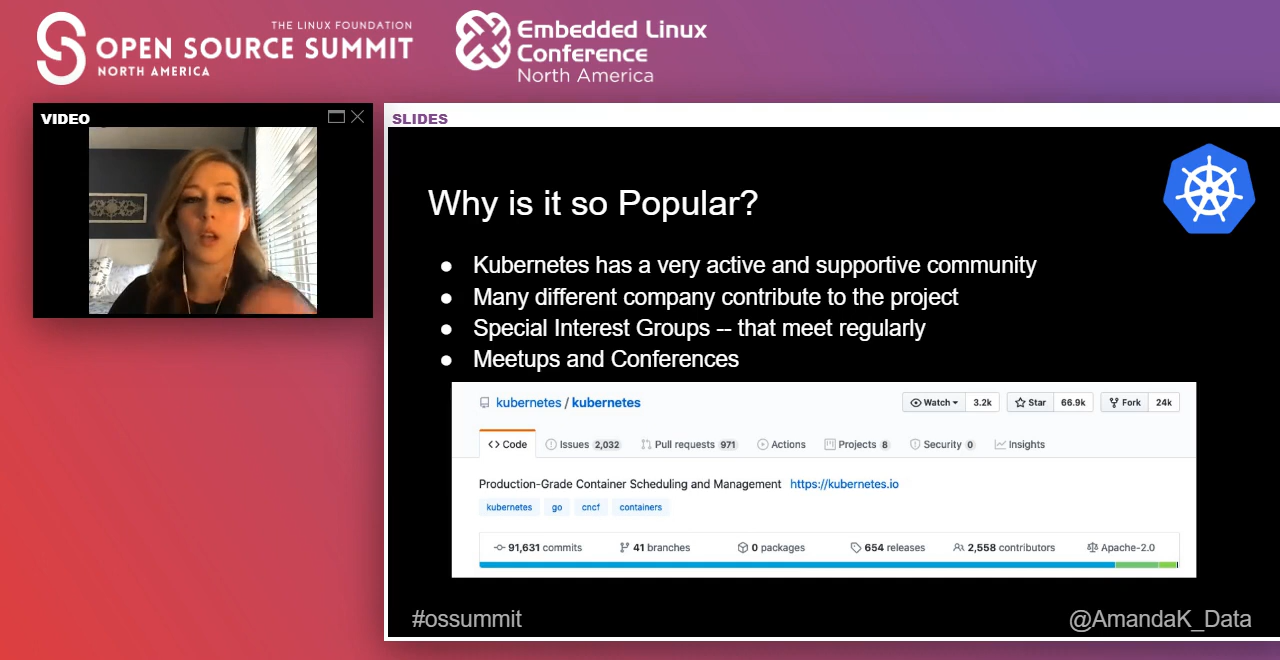 THE LINUX FOUNDATION
OPEN SOURCE SUMMIT
NORTH AMERICA
Embedded Linux
Conference
North America
VIDEO
SLIDES
Why is it so Popular?
● Kubernetes has a very active and supportive community
● Many different company contribute to the project
● Special Interest Groups -- that meet regularly
● Meetups and Conferences
kubernetes / kubernetes
Watch 3.2k Star 66.9k Fork 24k
Code Issues 2,032 Pull requests 971 Actions Projects 8 Security 0 Insights
Production-Grade Container Scheduling and Management https://kubernetes.io
kubernetes go cncf containers
91,631 commits 41 branches 0 packages 654 releases 2,558 contributors Apache-2.0
#ossummit
@AmandaK_Data